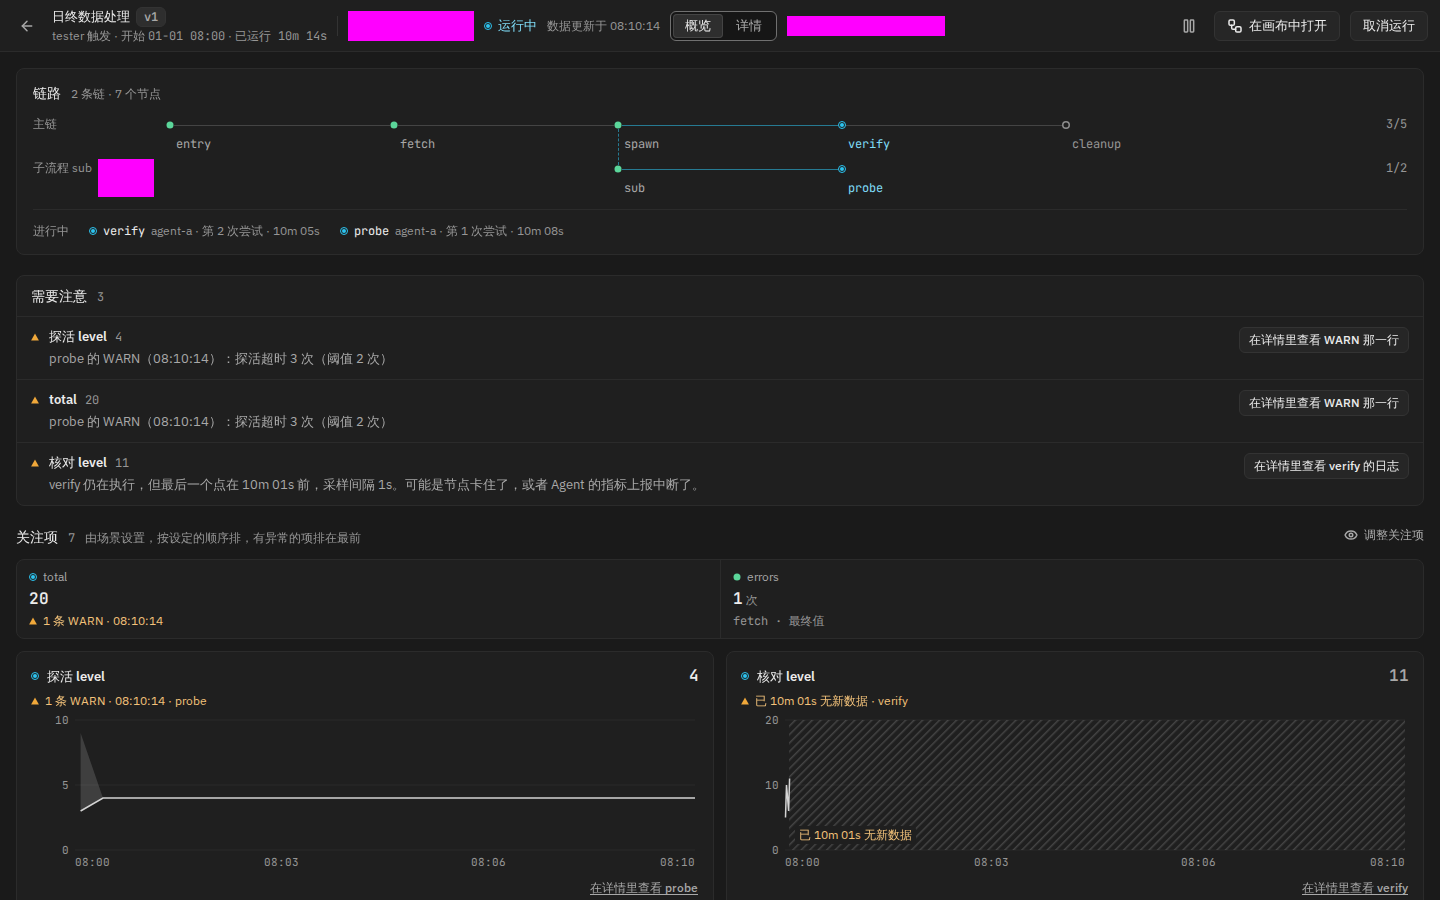 日终数据处理 v1
tester 触发 · 开始 01-01 08:00 · 已运行 10m 14s
运行中 数据更新于 08:10:14 概览 详情
在画布中打开 取消运行
链路 2 条链 · 7 个节点
主链 3/5
entry fetch spawn verify cleanup
子流程 sub 1/2
sub probe
进行中 verify agent-a · 第 2 次尝试 · 10m 05s probe agent-a · 第 1 次尝试 · 10m 08s
需要注意 3
探活 level 4
probe 的 WARN（08:10:14）：探活超时 3 次（阈值 2 次）
在详情里查看 WARN 那一行
total 20
probe 的 WARN（08:10:14）：探活超时 3 次（阈值 2 次）
在详情里查看 WARN 那一行
核对 level 11
verify 仍在执行，但最后一个点在 10m 01s 前，采样间隔 1s。可能是节点卡住了，或者 Agent 的指标上报中断了。
在详情里查看 verify 的日志
关注项 7 由场景设置，按设定的顺序排，有异常的项排在最前
调整关注项
total
20
1 条 WARN · 08:10:14
errors
1 次
fetch · 最终值
探活 level 4
1 条 WARN · 08:10:14 · probe
10
5
0
08:00 08:03 08:06 08:10
在详情里查看 probe
核对 level 11
已 10m 01s 无新数据 · verify
20
10
已 10m 01s 无新数据
0
08:00 08:03 08:06 08:10
在详情里查看 verify